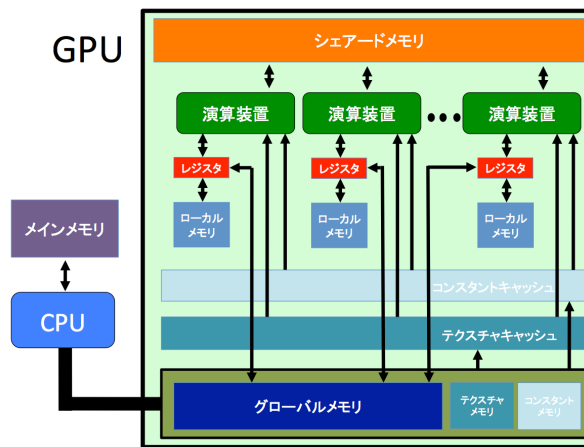 GPU
シェアードメモリ
演算装置
演算装置
演算装置
レジスタ
レジスタ
レジスタ
ローカル
メモリ
ローカル
メモリ
ローカル
メモリ
メインメモリ
CPU
コンスタントキャッシュ
テクスチャキャッシュ
グローバルメモリ
テクスチャ
メモリ
コンスタント
メモリ